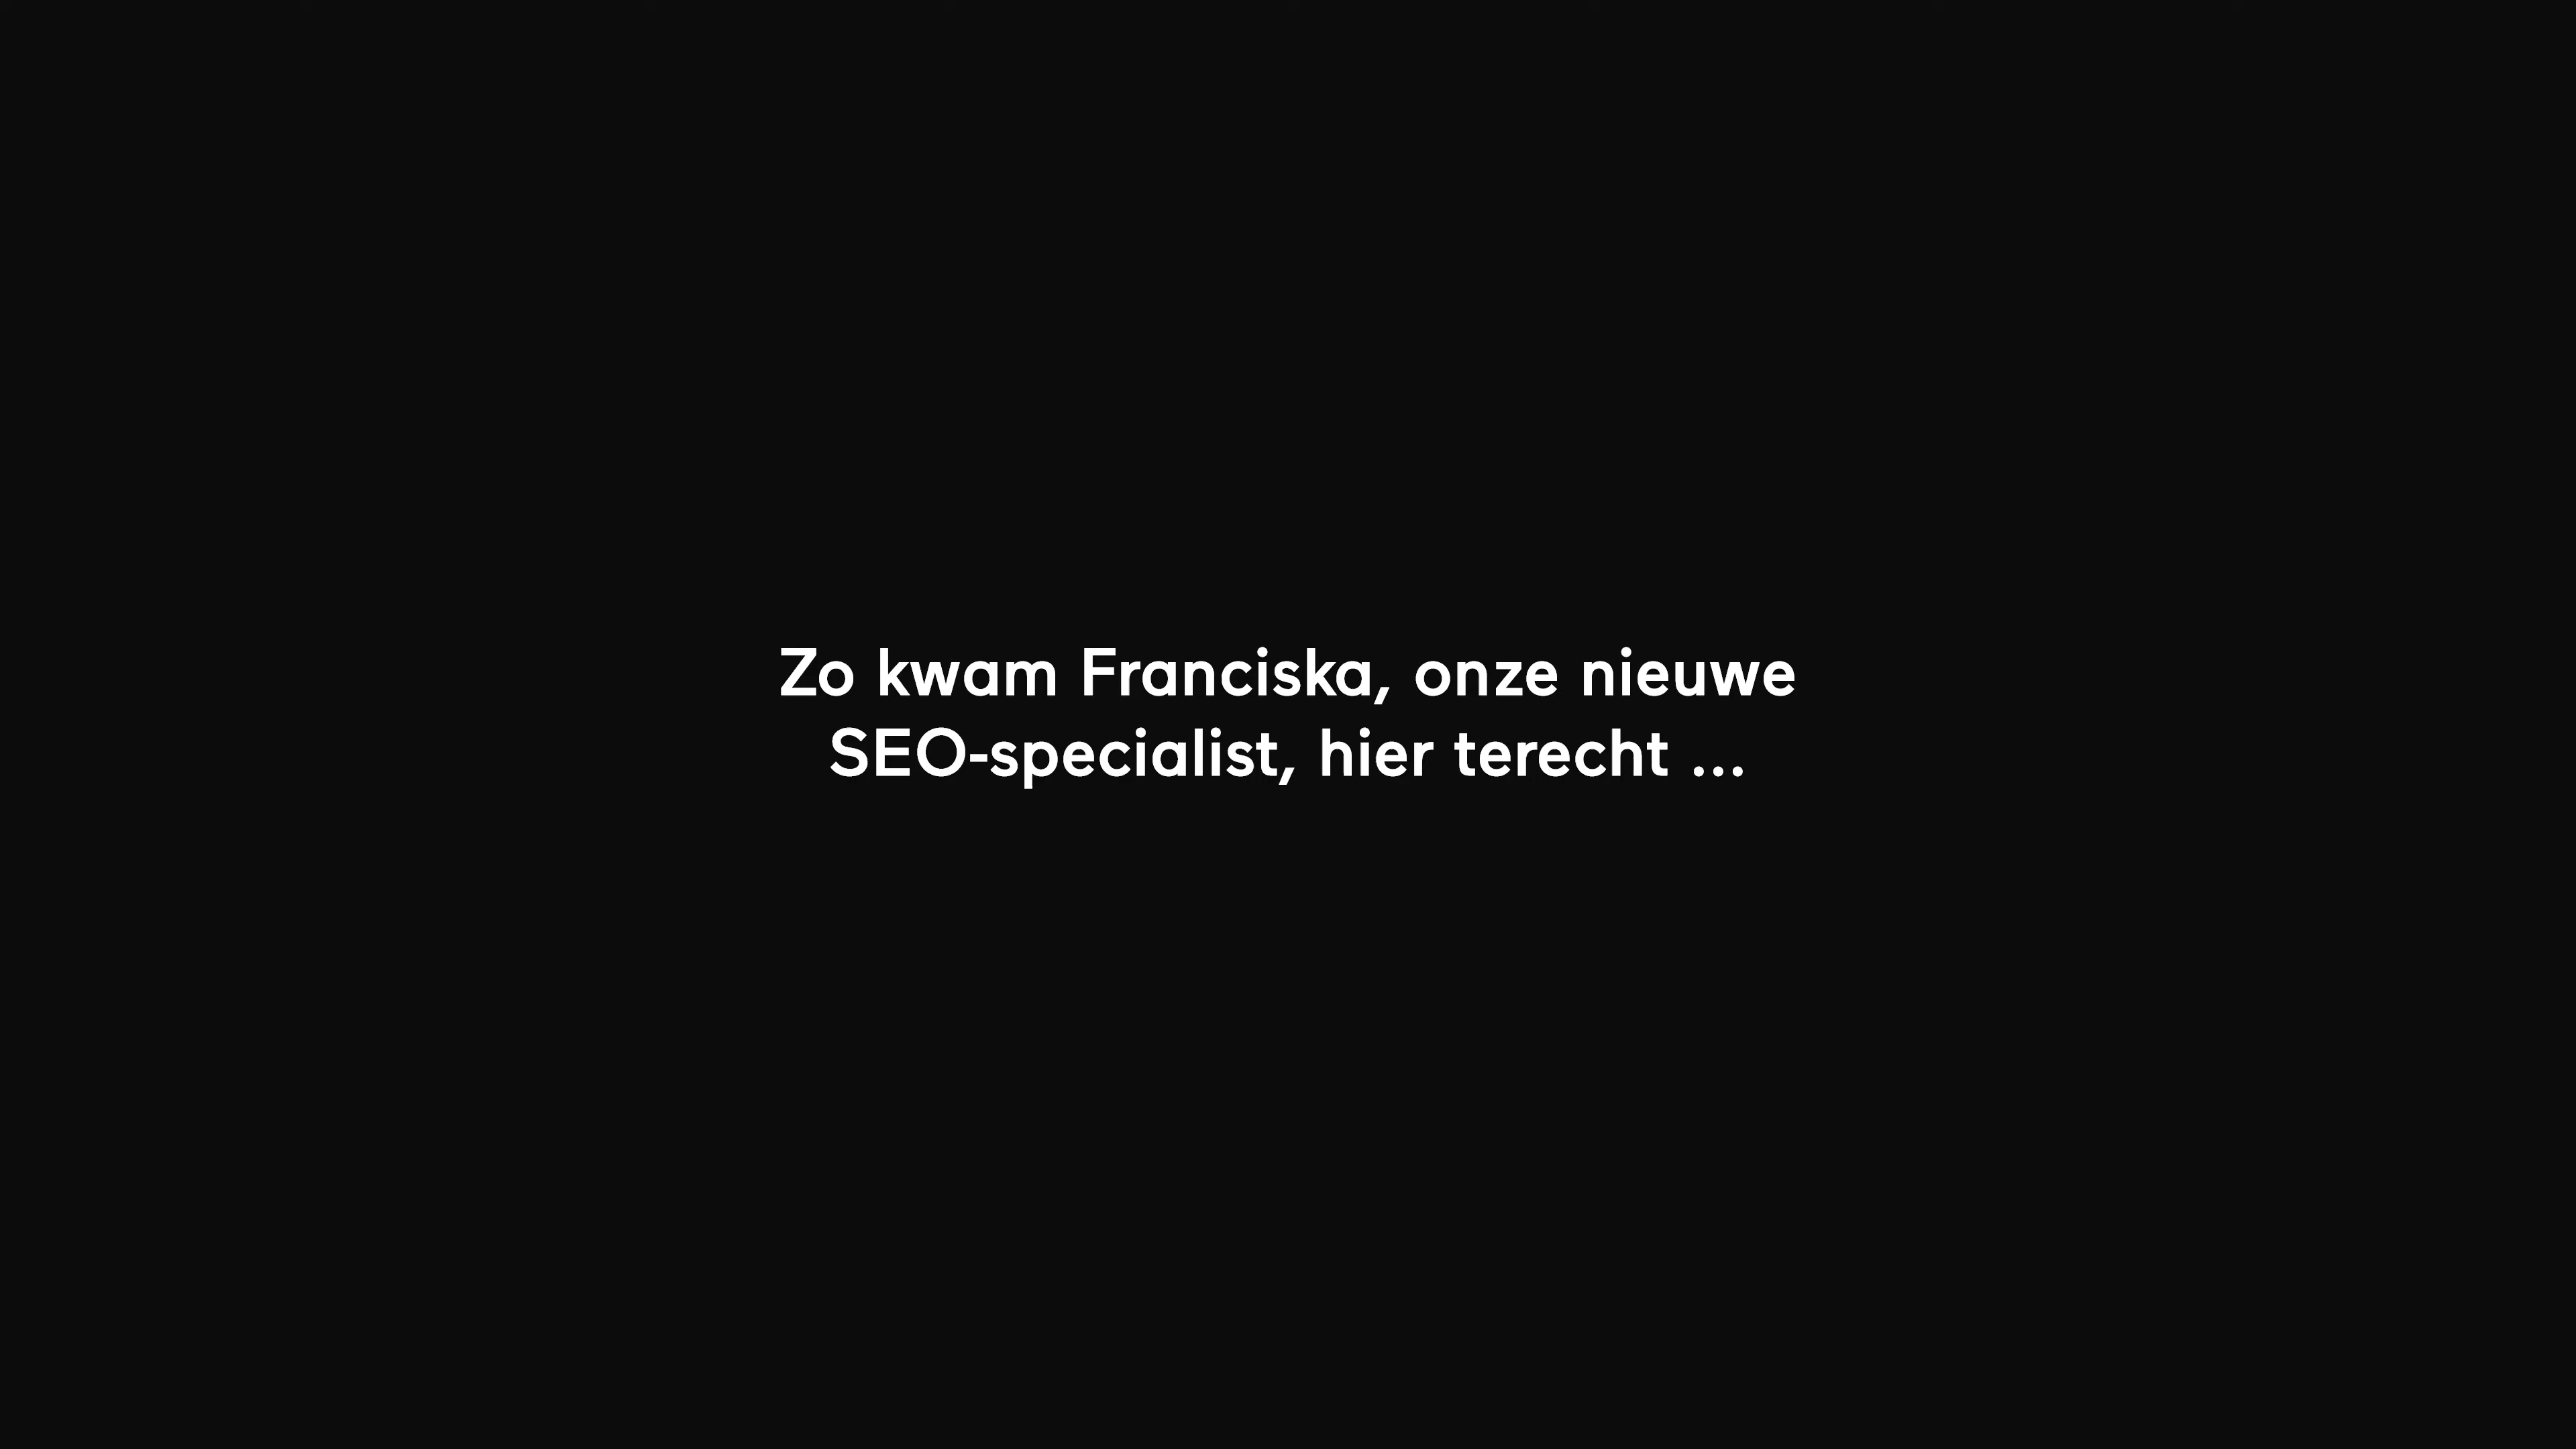 Zo kwam Franciska, onze nieuwe
SEO-specialist, hier terecht ...